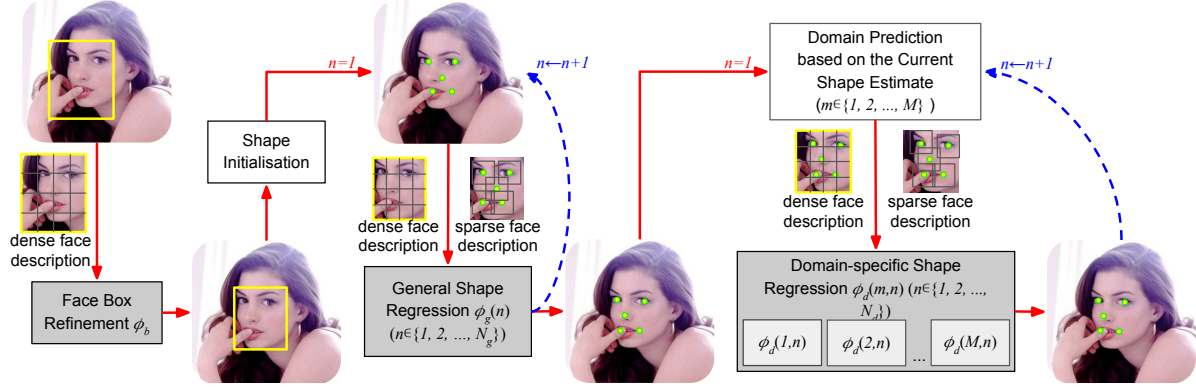 dense face
description
Face Box
Refinement ϕb
Shape
Initialisation
n=1
n←n+1
dense face
description
sparse face
description
General Shape
Regression ϕg(n)
(n∈{1, 2, ..., Ng})
n=1
Domain Prediction
based on the Current
Shape Estimate
(m∈{1, 2, ..., M} )
n←n+1
dense face
description
sparse face
description
Domain-specific Shape
Regression ϕd(m,n) (n∈{1, 2, ...,
Nd})
ϕd(1,n)
ϕd(2,n)
...
ϕd(M,n)